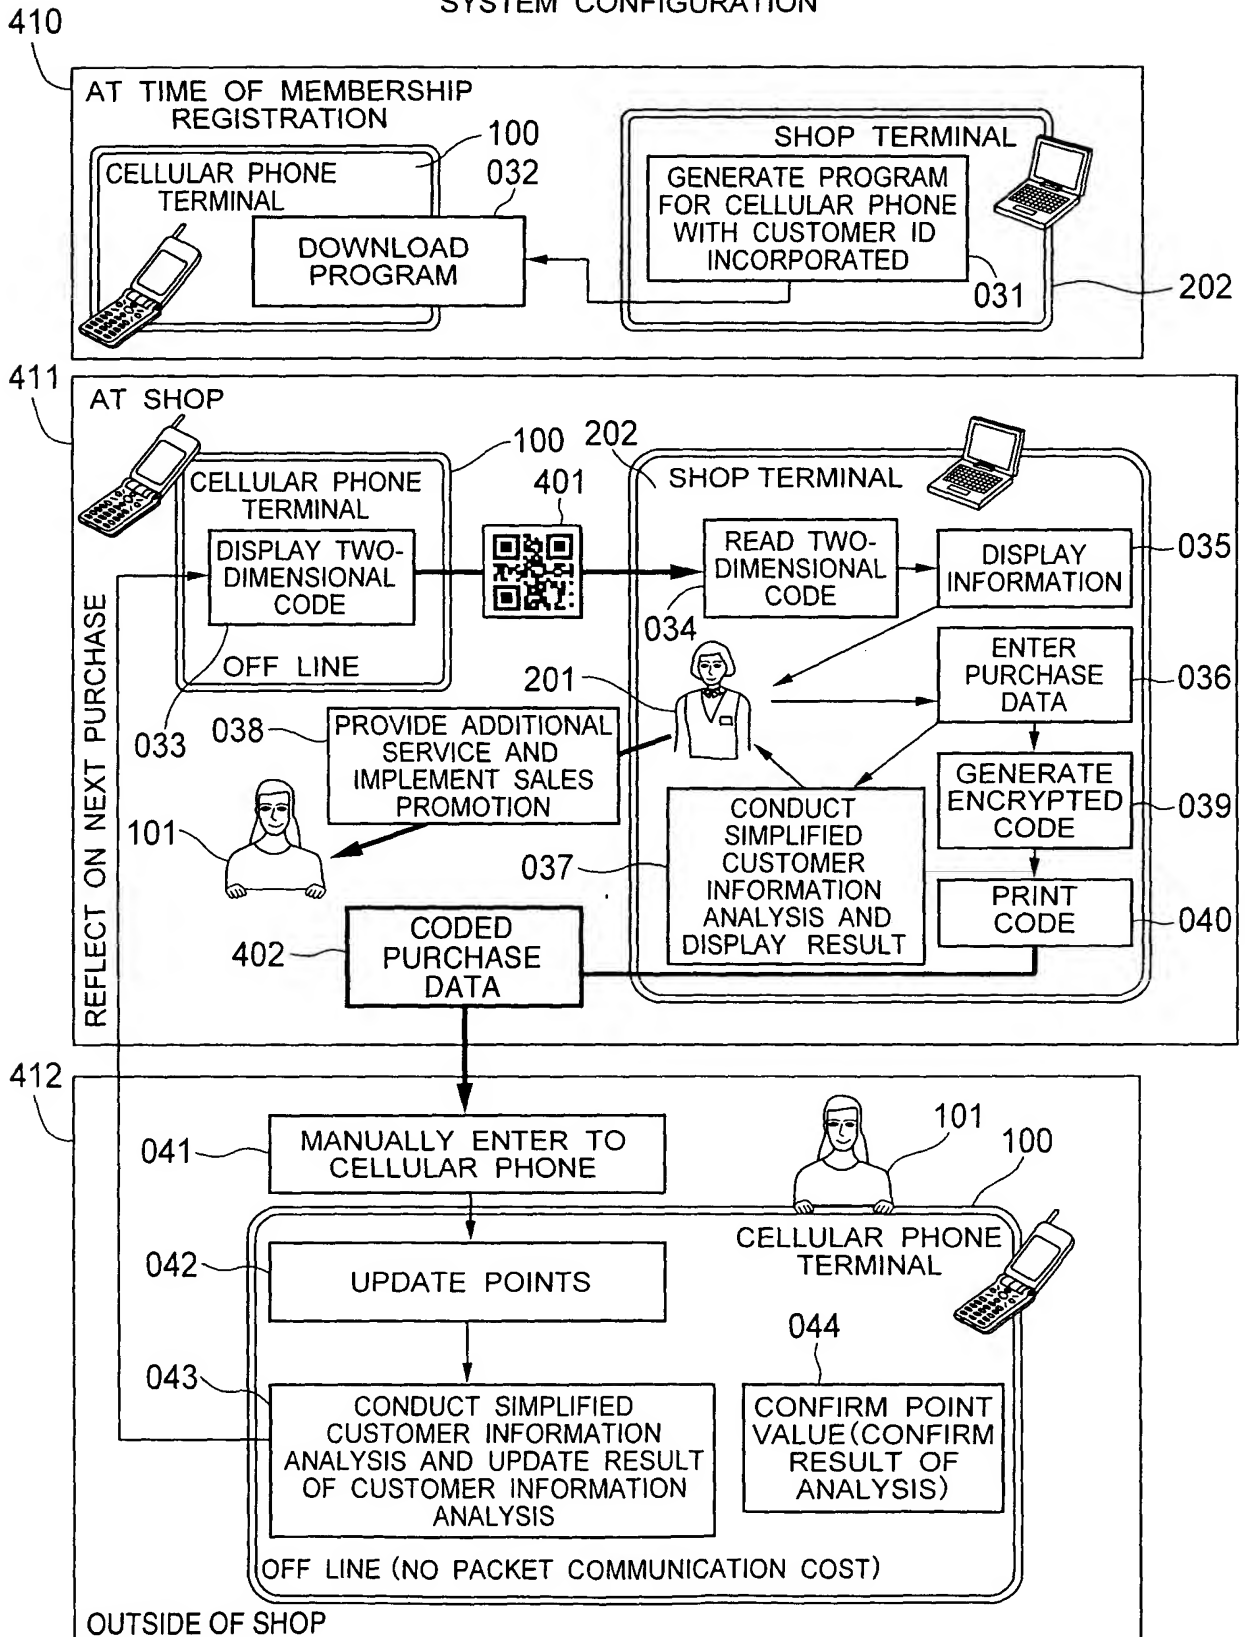 SYSTEM CONFIGURATION
410
AT TIME OF MEMBERSHIP
REGISTRATION
100
CELLULAR PHONE
TERMINAL
032
DOWNLOAD
PROGRAM
SHOP TERMINAL
GENERATE PROGRAM
FOR CELLULAR PHONE
WITH CUSTOMER ID
INCORPORATED
031
202
411
AT SHOP
100
CELLULAR PHONE
TERMINAL
DISPLAY TWO-
DIMENSIONAL
CODE
OFF LINE
033
401
202
SHOP TERMINAL
READ TWO-
DIMENSIONAL
CODE
034
DISPLAY
INFORMATION
035
201
ENTER
PURCHASE
DATA
036
038
PROVIDE ADDITIONAL
SERVICE AND
IMPLEMENT SALES
PROMOTION
101
GENERATE
ENCRYPTED
CODE
039
037
CONDUCT
SIMPLIFIED
CUSTOMER
INFORMATION
ANALYSIS AND
DISPLAY RESULT
PRINT
CODE
040
402
CODED
PURCHASE
DATA
REFLECT ON NEXT PURCHASE
412
041
MANUALLY ENTER TO
CELLULAR PHONE
101
100
CELLULAR PHONE
TERMINAL
042
UPDATE POINTS
043
CONDUCT SIMPLIFIED
CUSTOMER INFORMATION
ANALYSIS AND UPDATE RESULT
OF CUSTOMER INFORMATION
ANALYSIS
044
CONFIRM POINT
VALUE(CONFIRM
RESULT OF
ANALYSIS)
OFF LINE (NO PACKET COMMUNICATION COST)
OUTSIDE OF SHOP